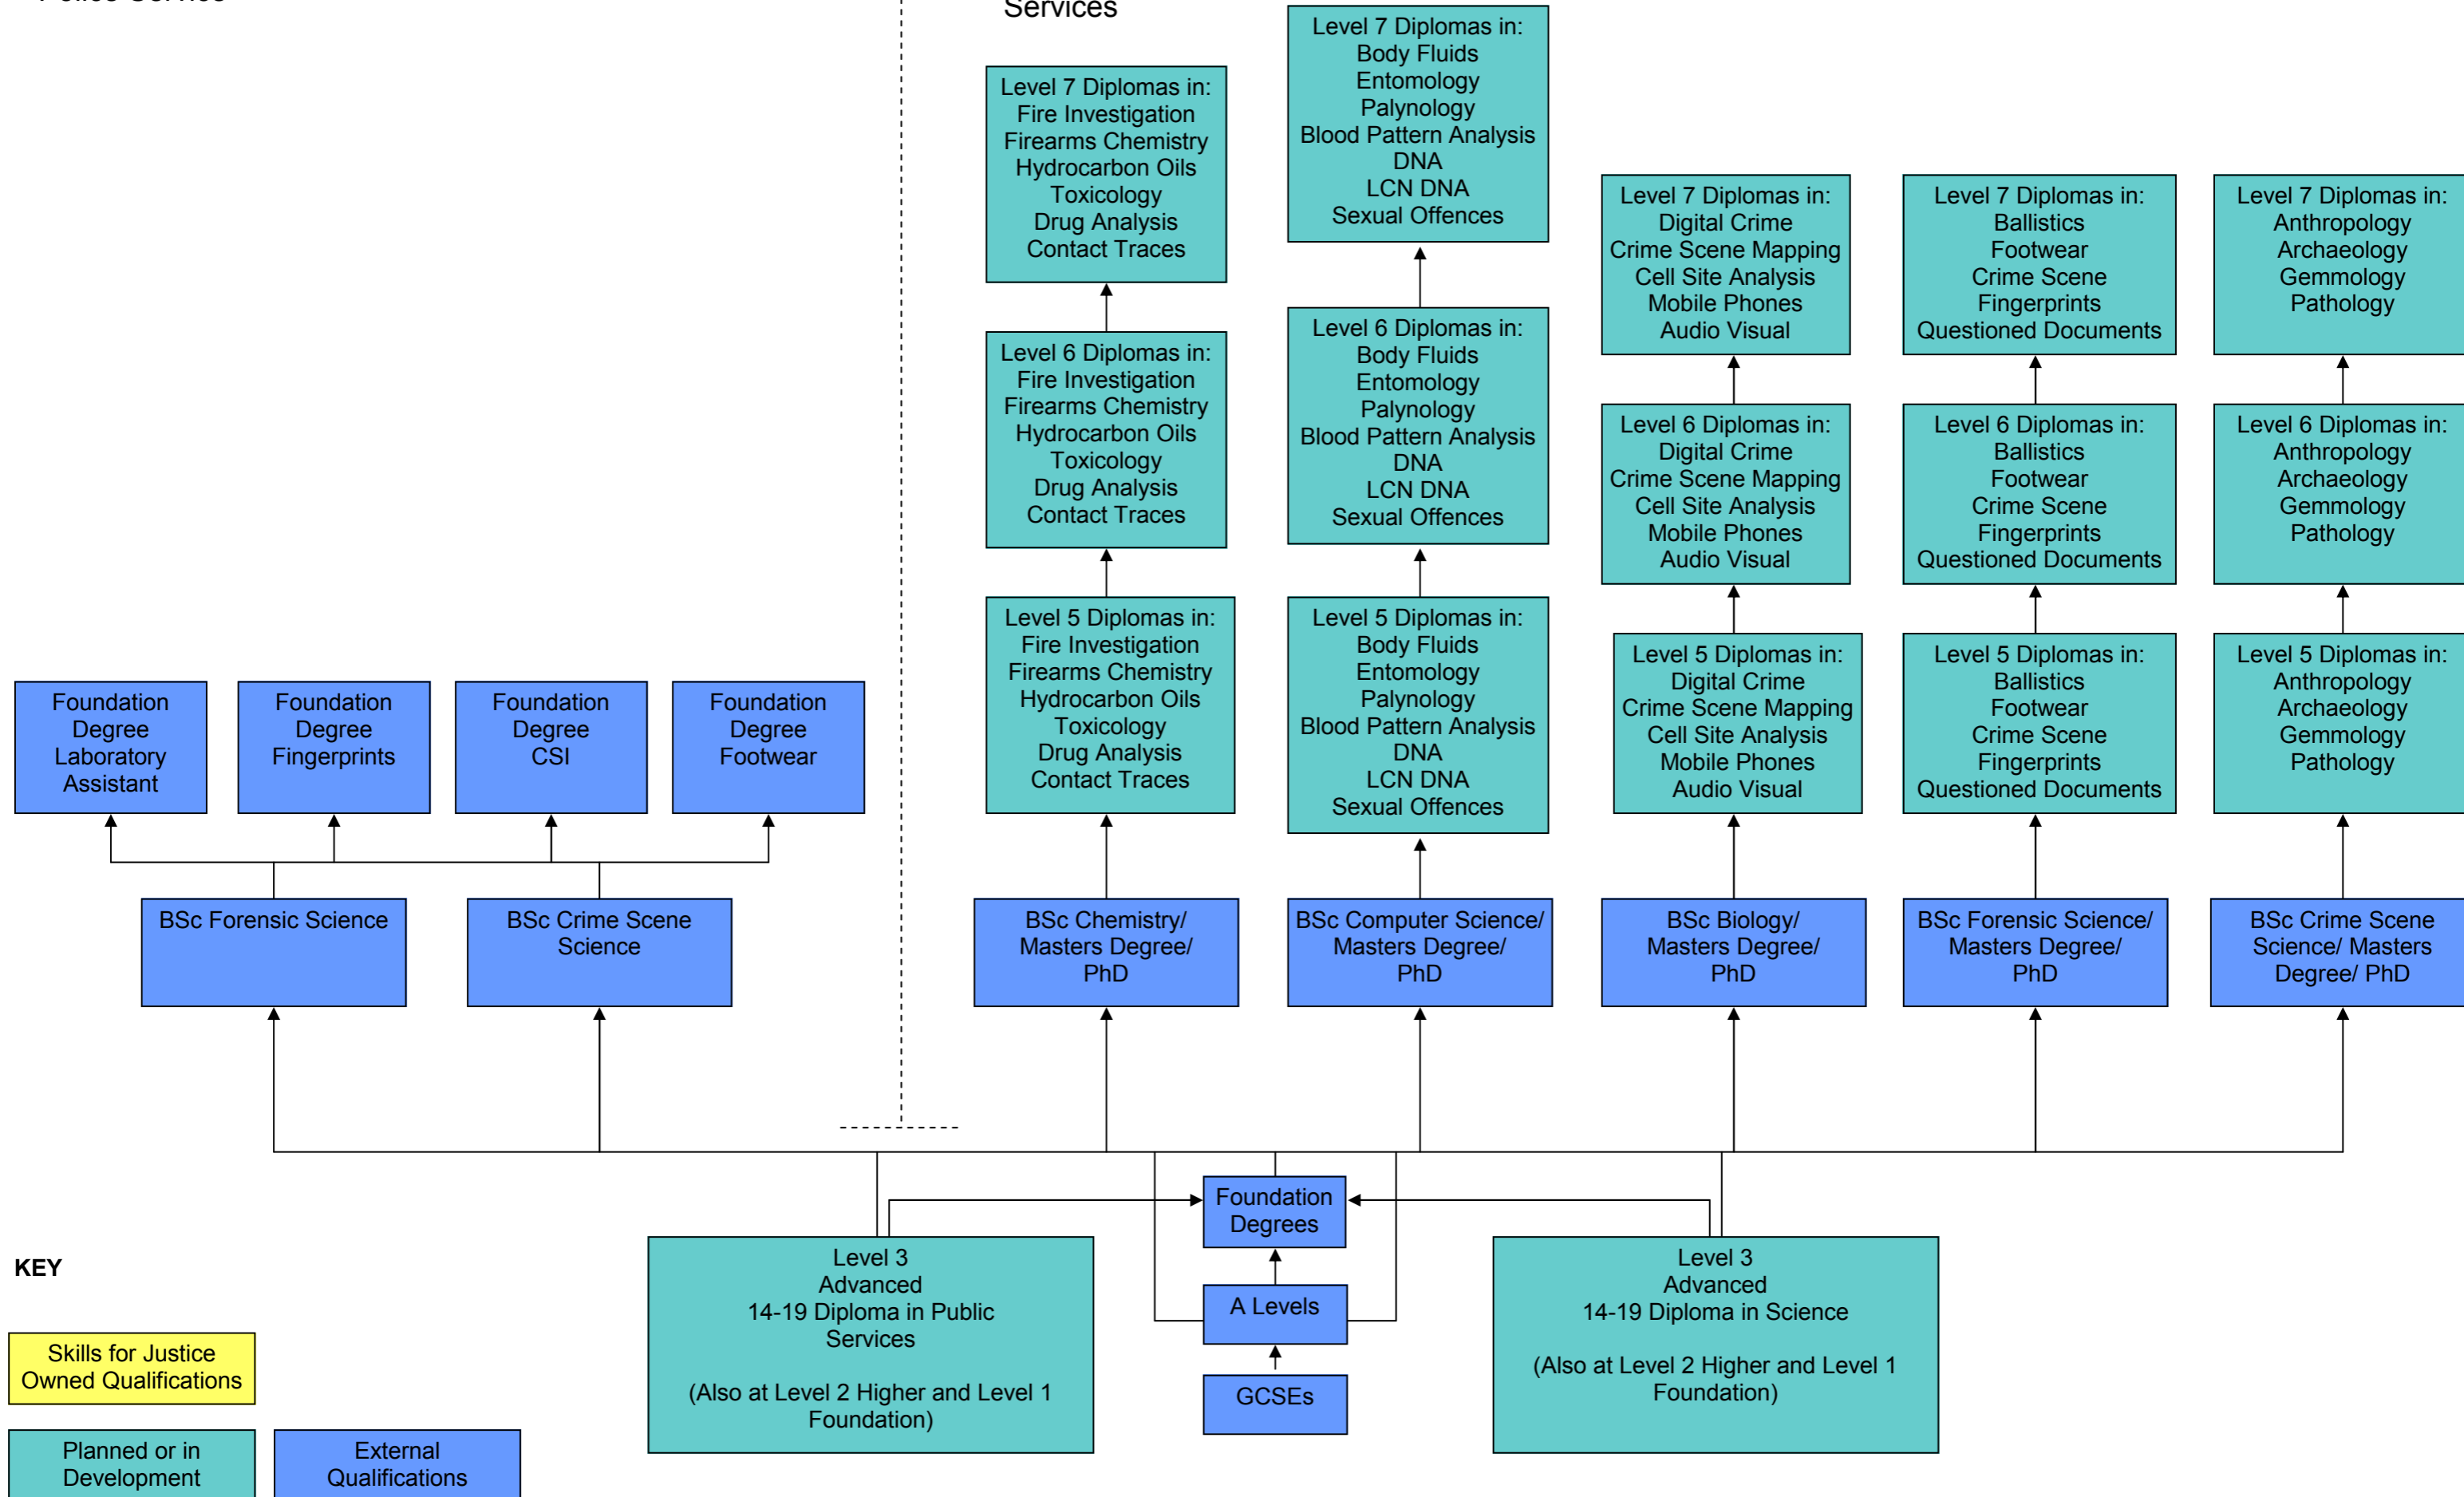 Police Service
Services
Level 7 Diplomas in:
Fire Investigation
Firearms Chemistry
Hydrocarbon Oils
Toxicology
Drug Analysis
Contact Traces
Level 7 Diplomas in:
Body Fluids
Entomology
Palynology
Blood Pattern Analysis
DNA
LCN DNA
Sexual Offences
Level 7 Diplomas in:
Digital Crime
Crime Scene Mapping
Cell Site Analysis
Mobile Phones
Audio Visual
Level 7 Diplomas in:
Ballistics
Footwear
Crime Scene
Fingerprints
Questioned Documents
Level 7 Diplomas in:
Anthropology
Archaeology
Gemmology
Pathology
Level 6 Diplomas in:
Fire Investigation
Firearms Chemistry
Hydrocarbon Oils
Toxicology
Drug Analysis
Contact Traces
Level 6 Diplomas in:
Body Fluids
Entomology
Palynology
Blood Pattern Analysis
DNA
LCN DNA
Sexual Offences
Level 6 Diplomas in:
Digital Crime
Crime Scene Mapping
Cell Site Analysis
Mobile Phones
Audio Visual
Level 6 Diplomas in:
Ballistics
Footwear
Crime Scene
Fingerprints
Questioned Documents
Level 6 Diplomas in:
Anthropology
Archaeology
Gemmology
Pathology
Level 5 Diplomas in:
Fire Investigation
Firearms Chemistry
Hydrocarbon Oils
Toxicology
Drug Analysis
Contact Traces
Level 5 Diplomas in:
Body Fluids
Entomology
Palynology
Blood Pattern Analysis
DNA
LCN DNA
Sexual Offences
Level 5 Diplomas in:
Digital Crime
Crime Scene Mapping
Cell Site Analysis
Mobile Phones
Audio Visual
Level 5 Diplomas in:
Ballistics
Footwear
Crime Scene
Fingerprints
Questioned Documents
Level 5 Diplomas in:
Anthropology
Archaeology
Gemmology
Pathology
Foundation
Degree
Laboratory
Assistant
Foundation
Degree
Fingerprints
Foundation
Degree
CSI
Foundation
Degree
Footwear
BSc Forensic Science
BSc Crime Scene
Science
BSc Chemistry/
Masters Degree/
PhD
BSc Computer Science/
Masters Degree/
PhD
BSc Biology/
Masters Degree/
PhD
BSc Forensic Science/
Masters Degree/
PhD
BSc Crime Scene
Science/ Masters
Degree/ PhD
Foundation
Degrees
A Levels
GCSEs
Level 3
Advanced
14-19 Diploma in Public
Services
(Also at Level 2 Higher and Level 1
Foundation)
Level 3
Advanced
14-19 Diploma in Science
(Also at Level 2 Higher and Level 1
Foundation)
KEY
Skills for Justice
Owned Qualifications
Planned or in
Development
External
Qualifications